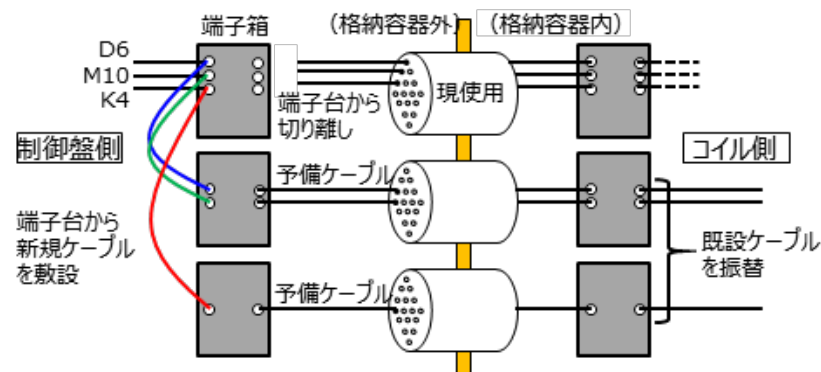 端子箱
(格納容器外)
(格納容器内)
D6
M10
K4
現使用
端子台から
切り離し
制御盤側
コイル側
予備ケーブル
端子台から
新規ケーブル
を敷設
既設ケーブル
を振替
予備ケーブル